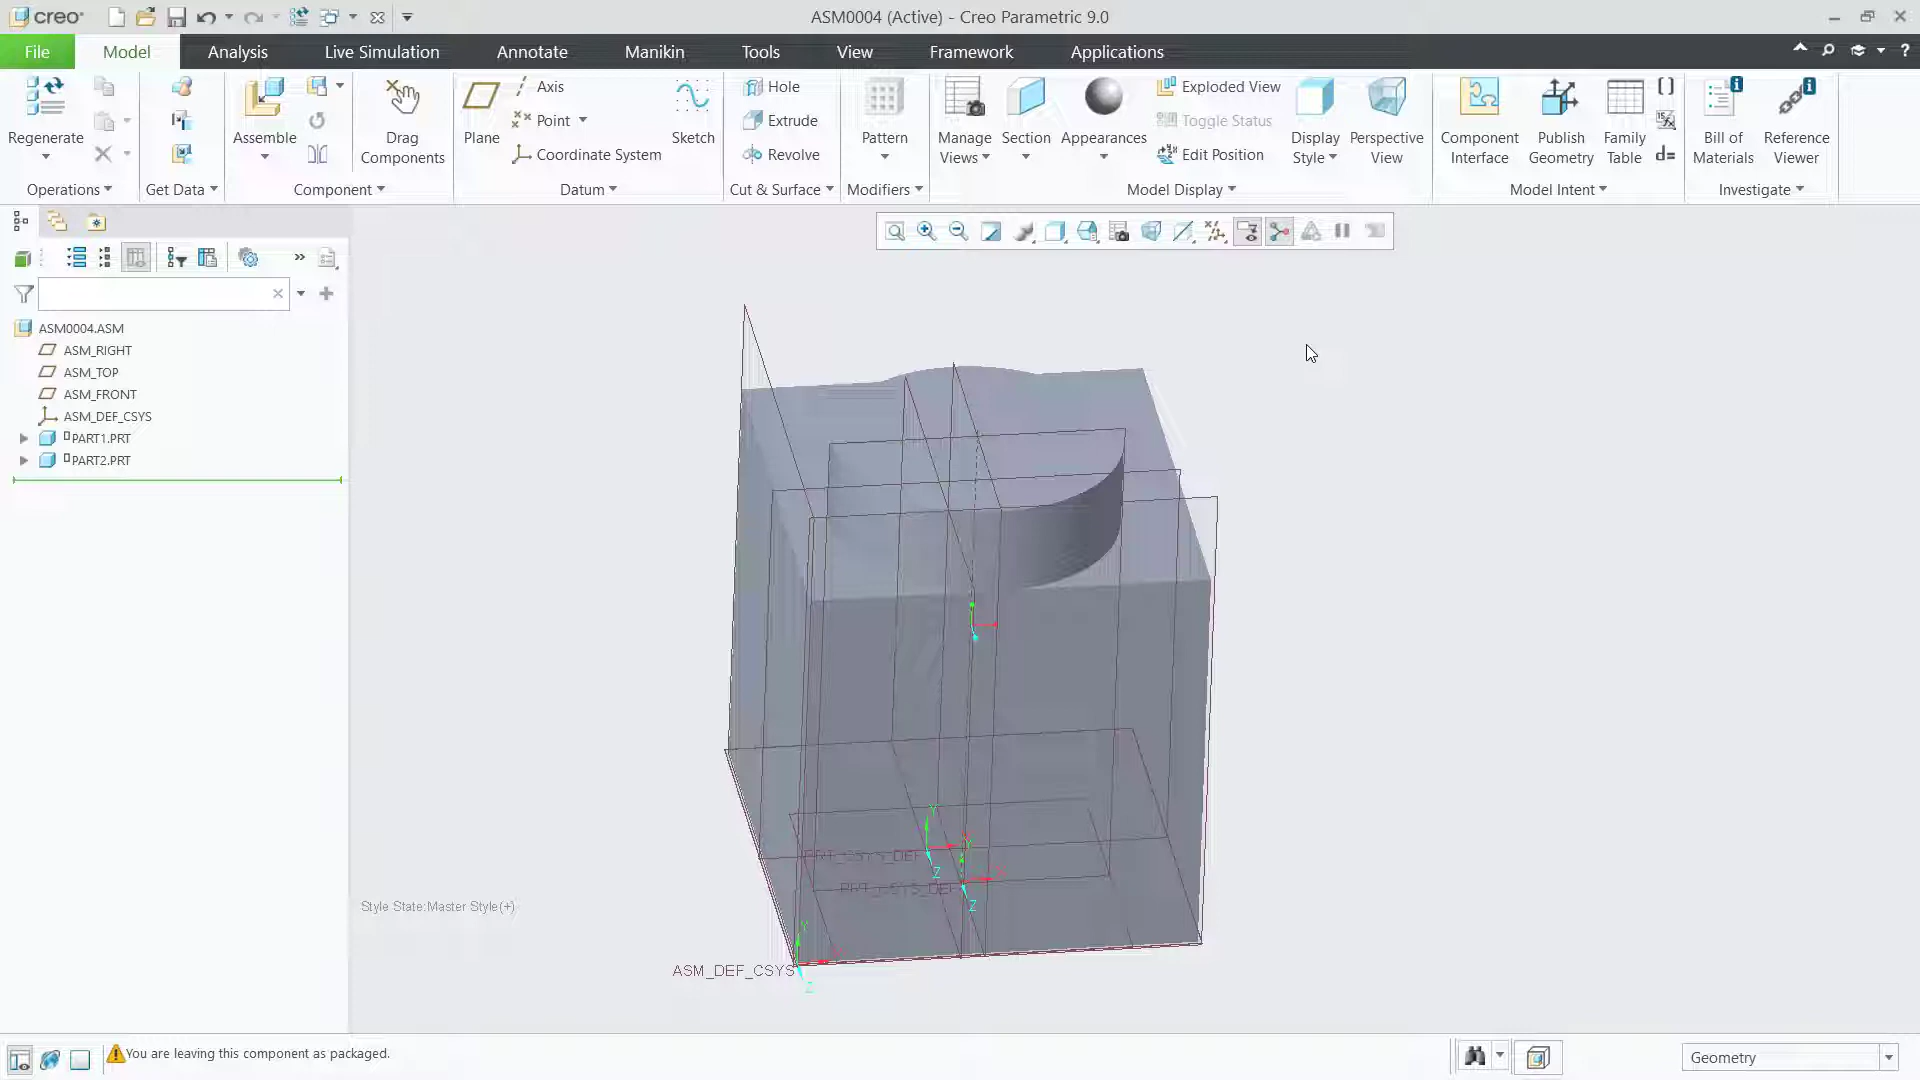 creo
ASM0004 (Active) - Creo Parametric 9.0
File
Model
Analysis
Live Simulation
Annotate
Manikin
Tools
View
Framework
Applications
Regenerate
Operations
Get Data
Assemble
Drag
Components
Component
Plane
Axis
Point
Coordinate System
Sketch
Datum
Hole
Extrude
Revolve
Cut & Surface
Pattern
Modifiers
Manage
Views
Section
Appearances
Exploded View
Toggle Status
Edit Position
Display
Style
Perspective
View
Model Display
Component
Interface
Publish
Geometry
Family
Table
d=
Model Intent
Bill of
Materials
Reference
Viewer
Investigate
ASM0004.ASM
ASM_RIGHT
ASM_TOP
ASM_FRONT
ASM_DEF_CSYS
PART1.PRT
PART2.PRT
Y
PRT_CSYS_DEF
Z
Y
X
PRT_CSYS_DEF
Z
Style State:Master Style(+)
Y
ASM_DEF_CSYS
Z
You are leaving this component as packaged.
Geometry